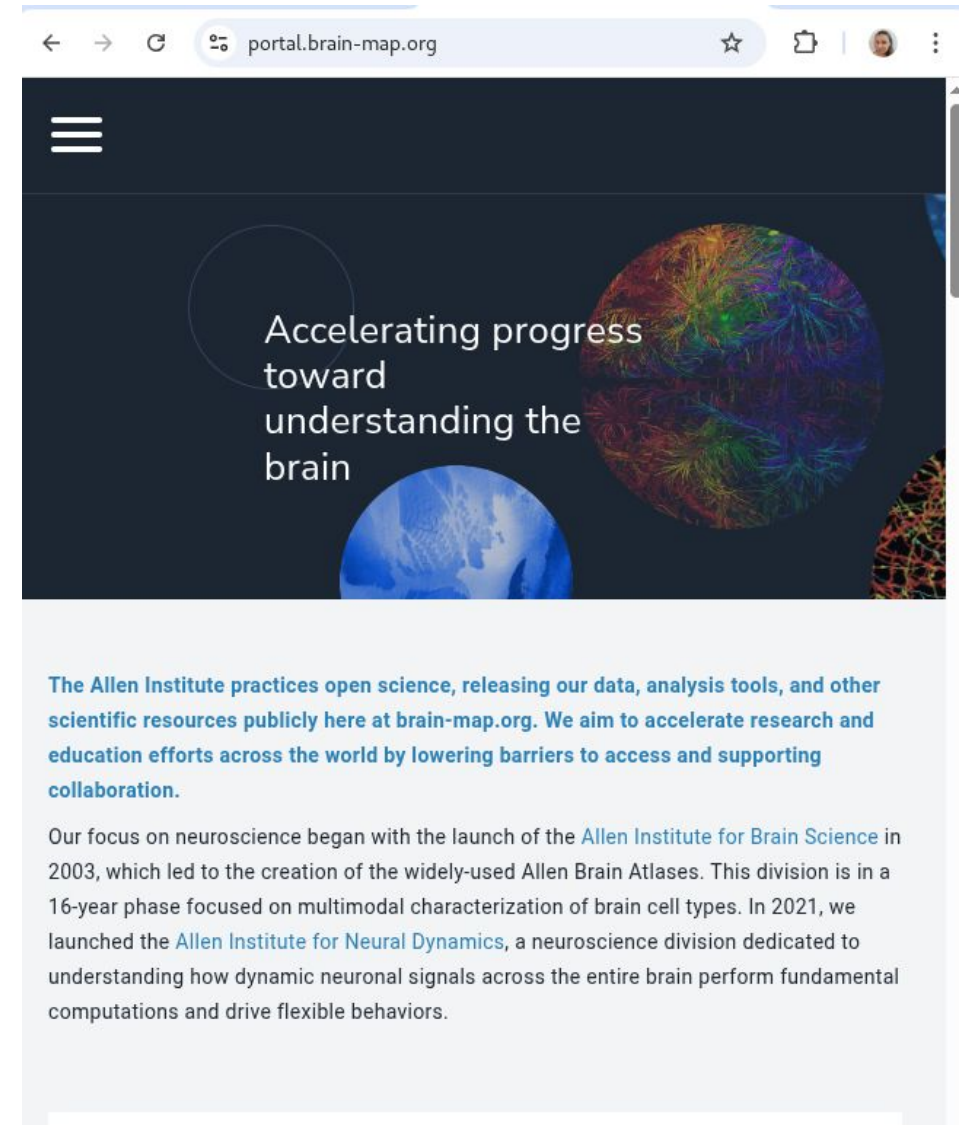 portal.brain-map.org
Accelerating progress
toward
understanding the
brain
The Allen Institute practices open science, releasing our data, analysis tools, and other
scientific resources publicly here at brain-map.org. We aim to accelerate research and
education efforts across the world by lowering barriers to access and supporting
collaboration.
Our focus on neuroscience began with the launch of the Allen Institute for Brain Science in
2003, which led to the creation of the widely-used Allen Brain Atlases. This division is in a
16-year phase focused on multimodal characterization of brain cell types. In 2021, we
launched the Allen Institute for Neural Dynamics, a neuroscience division dedicated to
understanding how dynamic neuronal signals across the entire brain perform fundamental
computations and drive flexible behaviors.